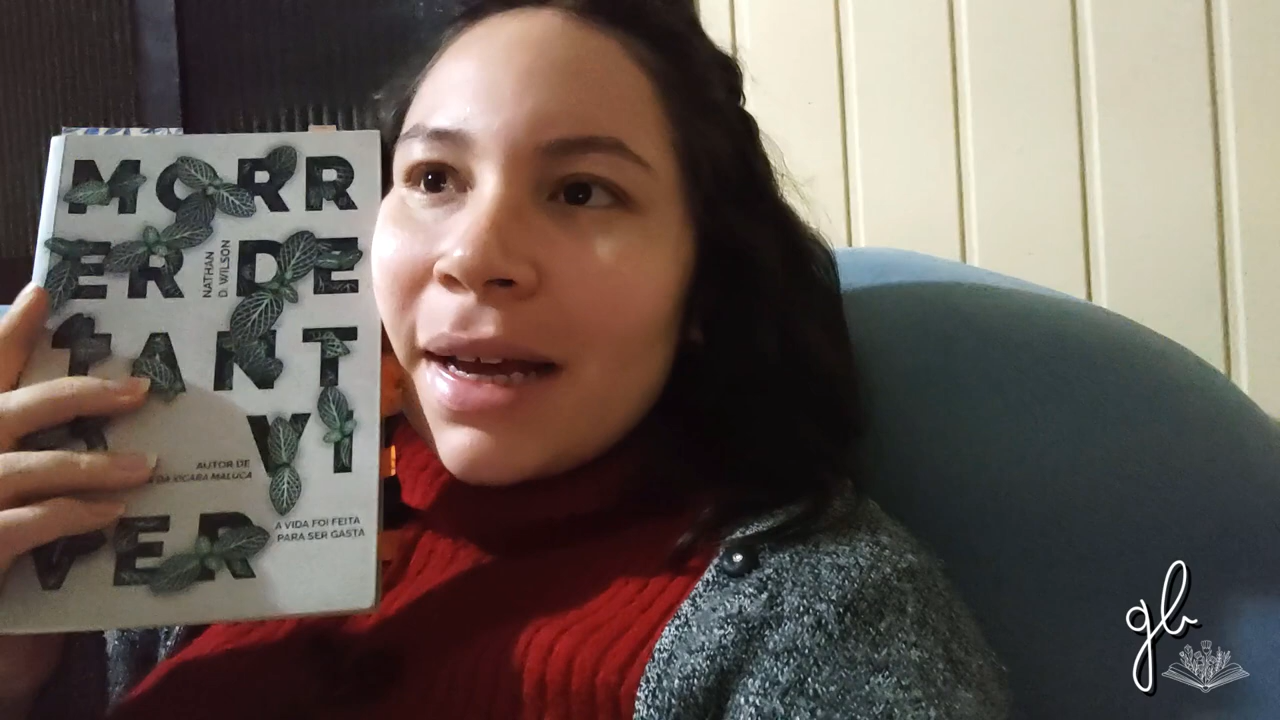 MORR
ER DE
NATHAN
D. WILSON
TANT
VI
AUTOR DE
DA XÍCARA MALUCA
VER
A VIDA FOI FEITA
PARA SER GASTA
gb